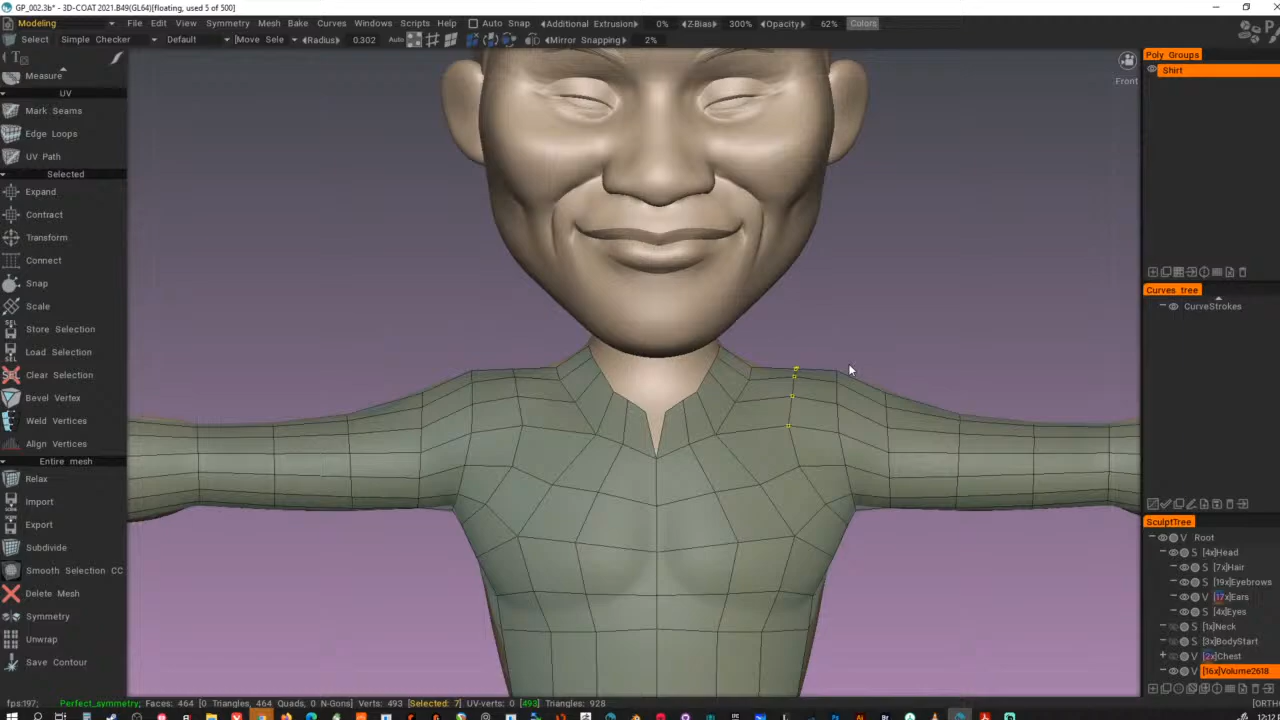 GP_002.3b* - 3D-COAT 2021.B49(GL64)[floating, used 5 of 500]
Modeling File Edit View Symmetry Mesh Bake Curves Windows Scripts Help Auto Snap Additional Extrusion 0% Z-Bias 300% Opacity 62% Colors
Select Simple Checker Default [Move Sele Radius 0.302 Auto Mirror Snapping 2%
Measure
UV
Mark Seams
Edge Loops
UV Path
Selected
Expand
Contract
Transform
Connect
Snap
Scale
Store Selection
Load Selection
Clear Selection
Bevel Vertex
Weld Vertices
Align Vertices
Entire mesh
Relax
Import
Export
Subdivide
Smooth Selection CC
Delete Mesh
Symmetry
Unwrap
Save Contour
Front
Poly Groups
Shirt
Curves tree
CurveStrokes
SculptTree
V Root
S [4x]Head
S [7x]Hair
S [19x]Eyebrows
V [17x]Ears
S [4x]Eyes
S [1x]Neck
S [3x]BodyStart
V [2x]Chest
V [16x]Volume2618
fps:197; Perfect_symmetry; Faces: 464 [0 Triangles, 464 Quads, 0 N-Gons] Verts: 493 [Selected: 7] UV-verts: 0 [493] Triangles: 928
[ORTH